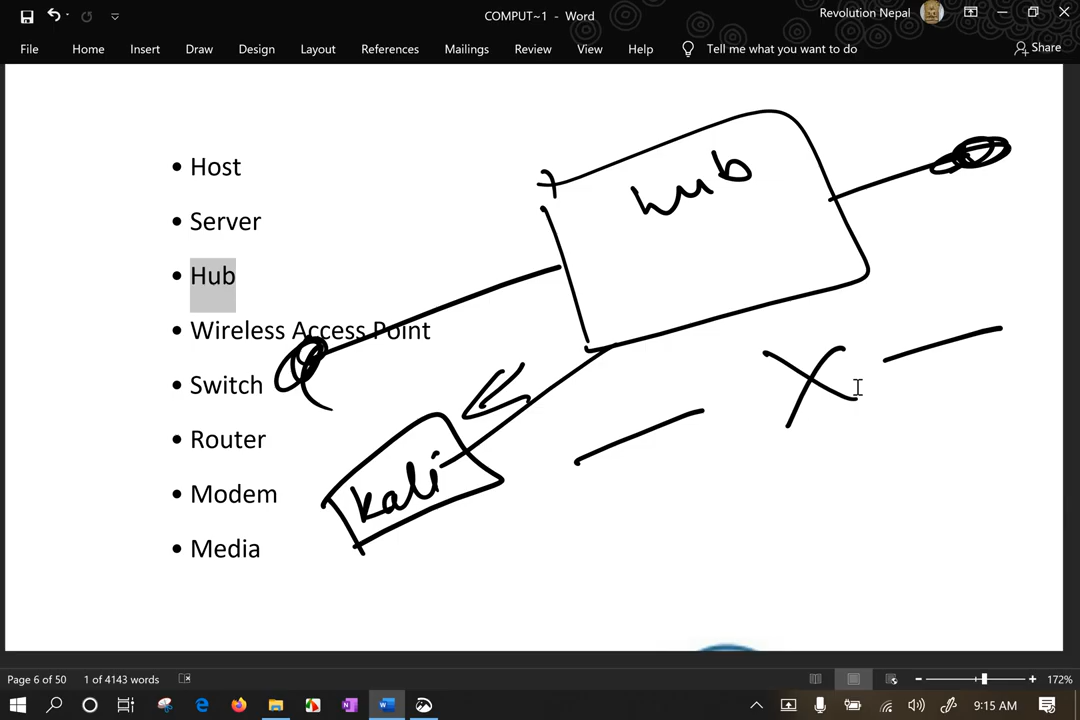 COMPUT~1 - Word
Revolution Nepal
File Home Insert Draw Design Layout References Mailings Review View Help Tell me what you want to do Share
• Host
• Server
• Hub
• Wireless Access Point
• Switch
• Router
• Modem
• Media
hub
kali
X
Page 6 of 50 1 of 4143 words 172%
9:15 AM